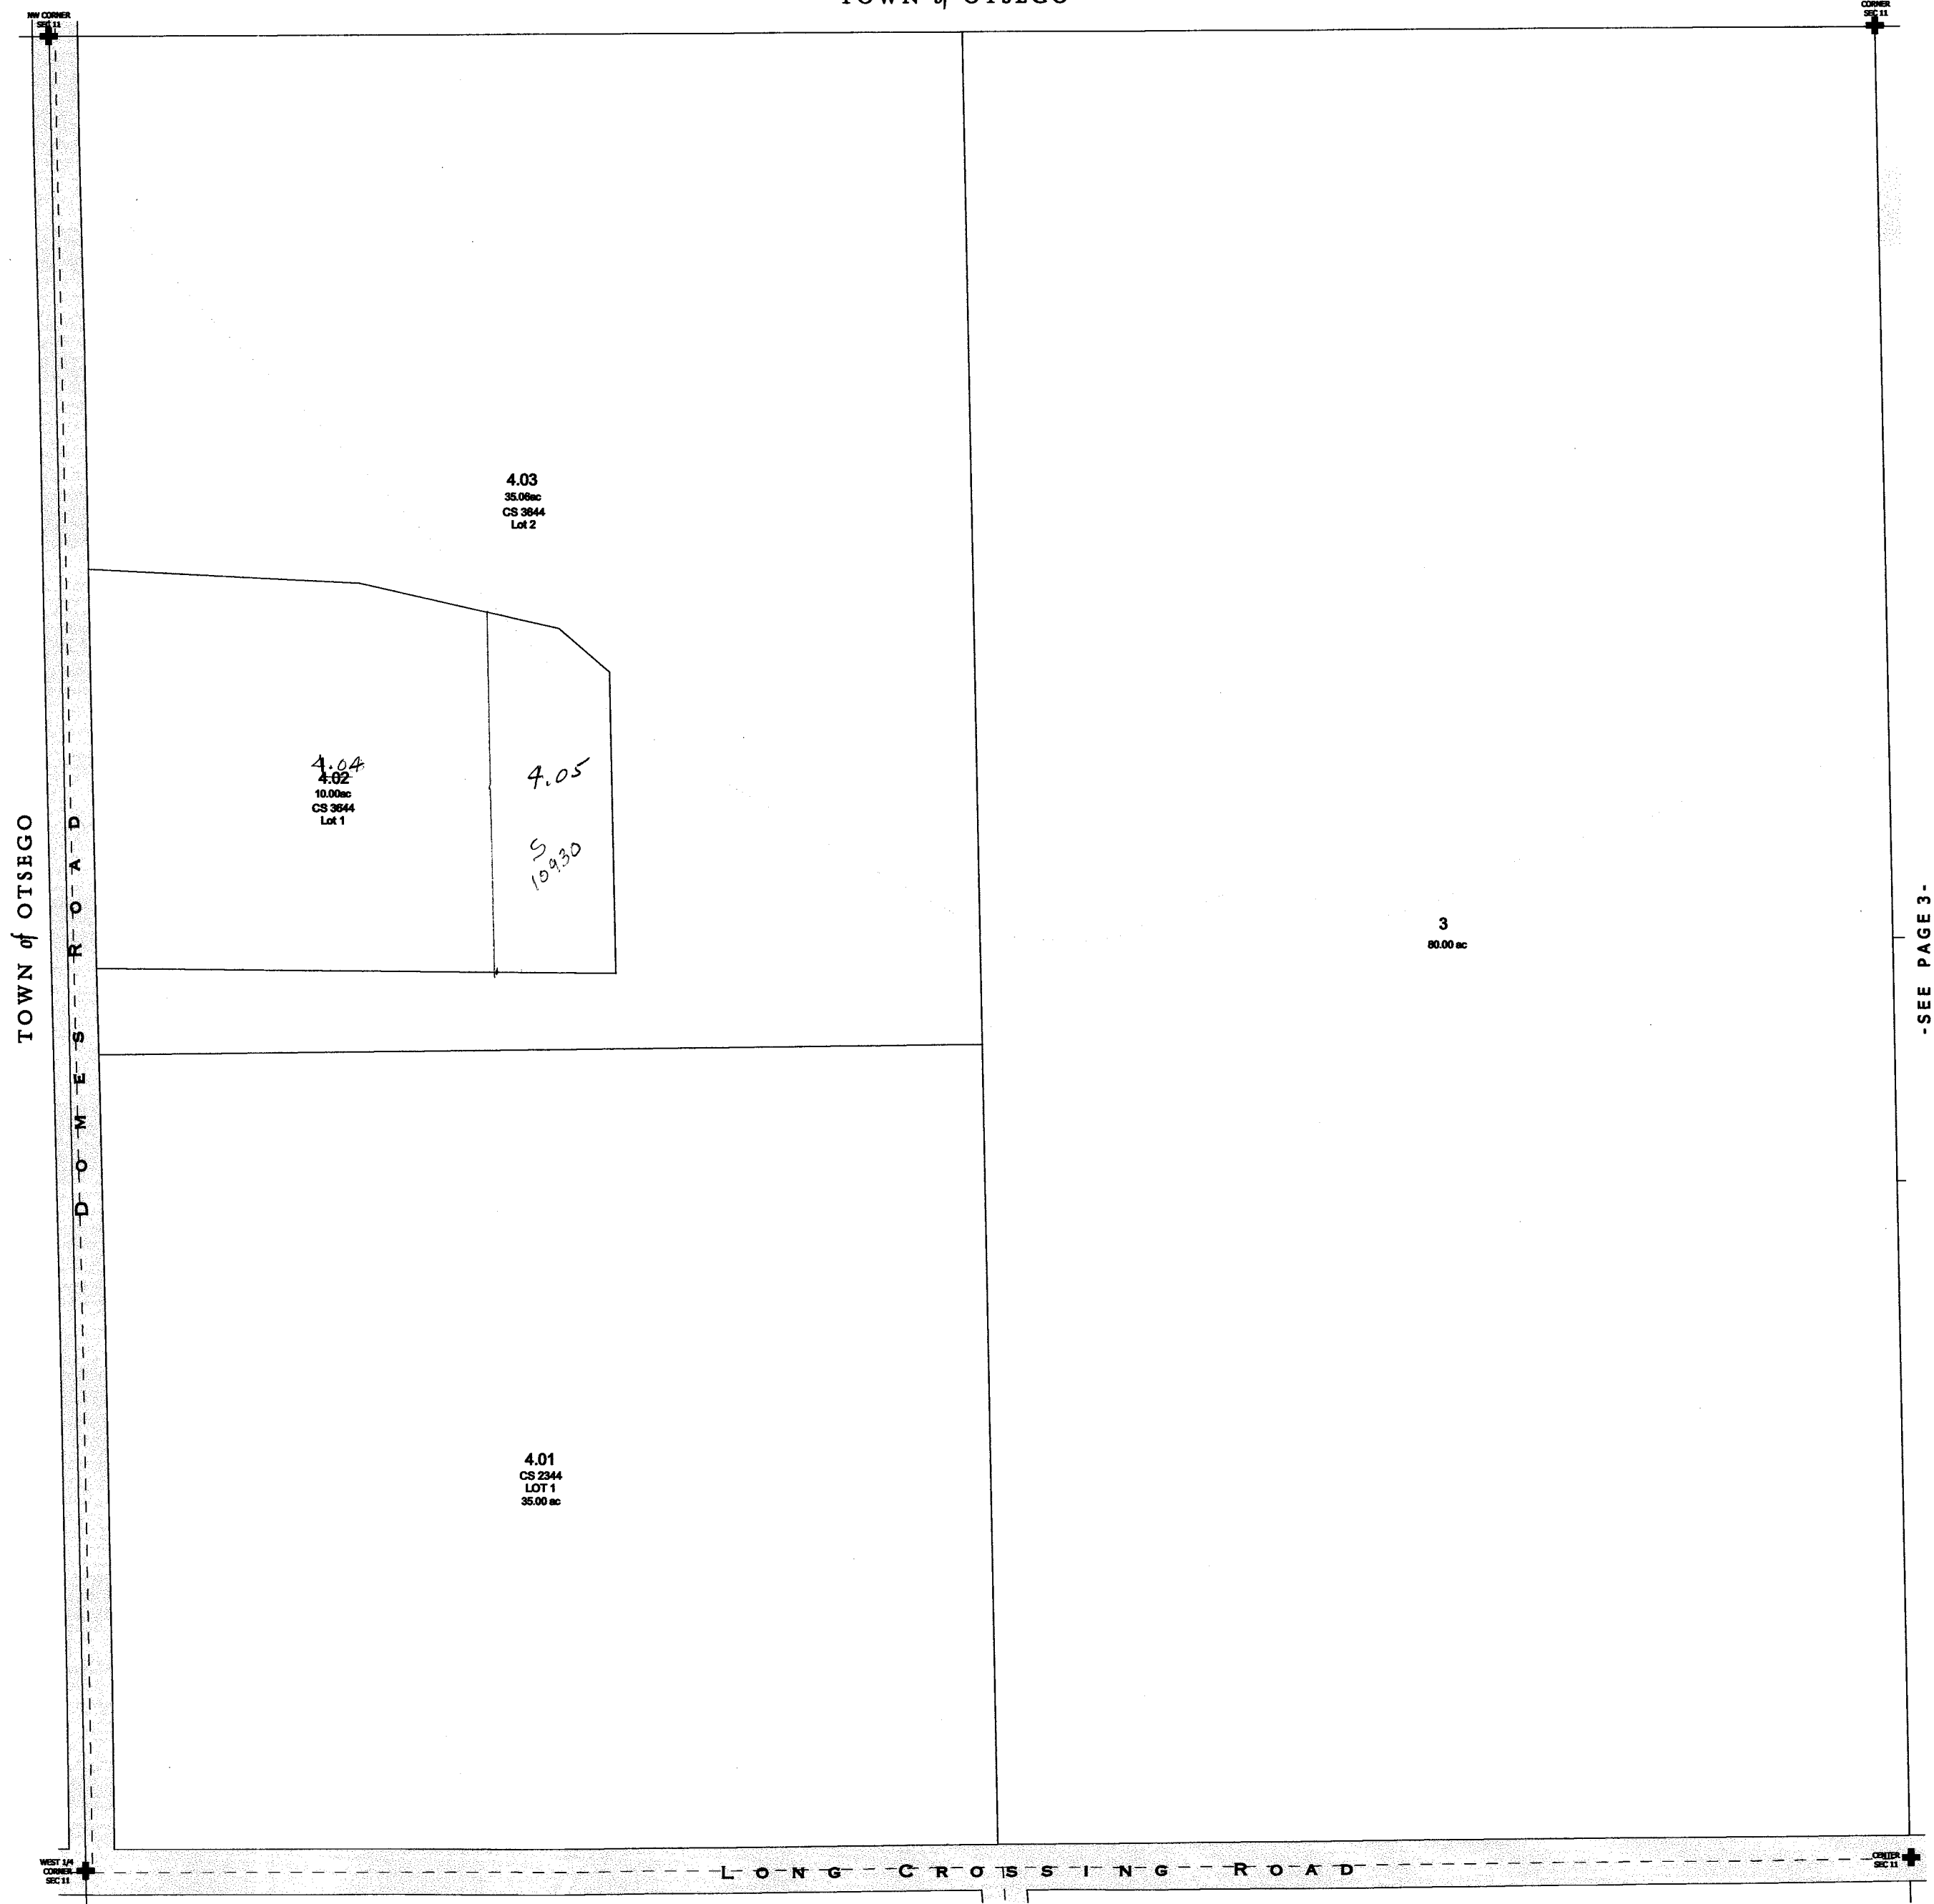 TOWN of OTSEGO
NW CORNER
SEC 11
CORNER
SEC 11
4.03
35.06ac
CS 3644
Lot 2
4.04
4.02
10.00ac
CS 3644
Lot 1
4.05
S
10930
TOWN of OTSEGO
DOMES ROAD
3
80.00 ac
-SEE PAGE 3-
4.01
CS 2344
LOT 1
35.00 ac
WEST 1/4
CORNER
SEC 11
LONG CROSSING ROAD
CENTER
SEC 11